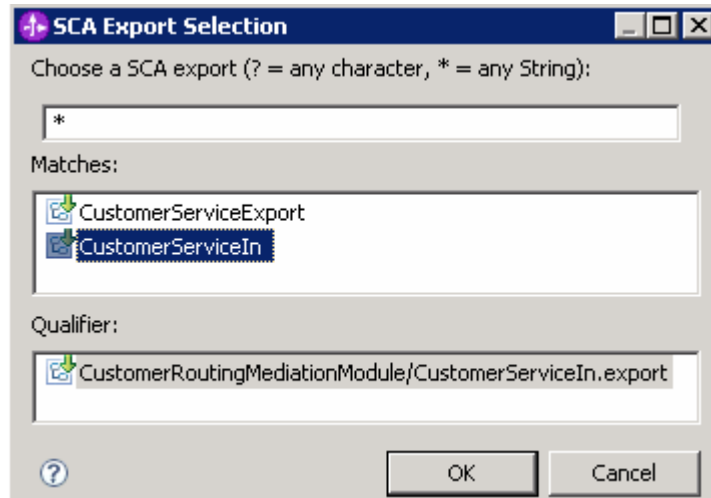 SCA Export Selection
Choose a SCA export (? = any character, * = any String):
*
Matches:
CustomerServiceExport
CustomerServiceIn
Qualifier:
CustomerRoutingMediationModule/CustomerServiceIn.export
?
OK
Cancel